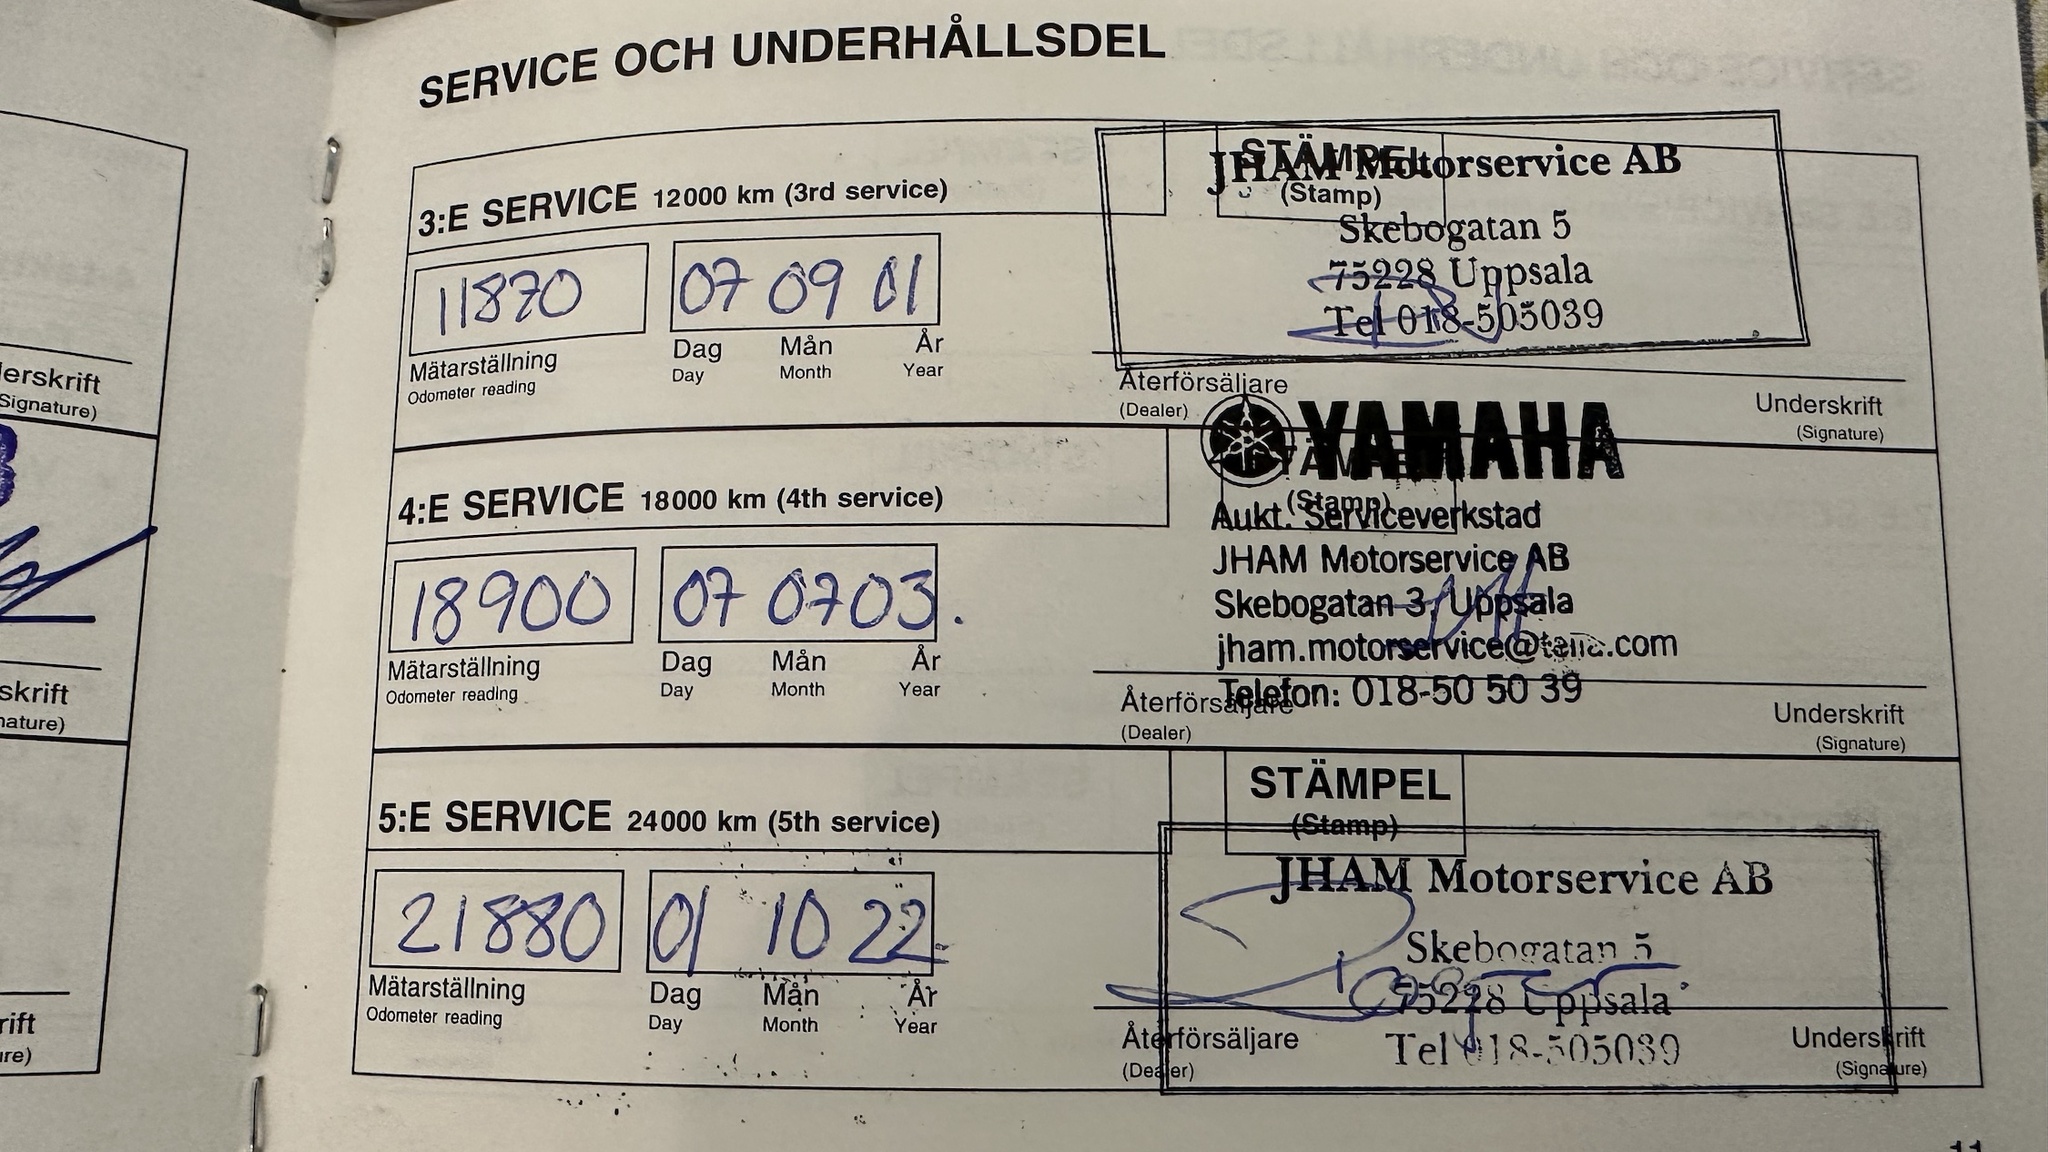 SERVICE OCH UNDERHÅLLSDEL
3:E SERVICE 12000 km (3rd service)
STÄMPEL
(Stamp)
JHAM Motorservice AB
Skebogatan 5
75228 Uppsala
Tel 018-505039
11870
07 09 01
Mätarställning
Odometer reading
Dag Mån År
Day Month Year
Återförsäljare
(Dealer)
Underskrift
(Signature)
4:E SERVICE 18000 km (4th service)
(Stamp)
YAMAHA
Aukt. Serviceverkstad
JHAM Motorservice AB
Skebogatan 3, Uppsala
Telefon: 018-50 50 39
18900
07 07 03.
Mätarställning
Odometer reading
Dag Mån År
Day Month Year
Återförsäljare
(Dealer)
Underskrift
(Signature)
5:E SERVICE 24000 km (5th service)
STÄMPEL
(Stamp)
JHAM Motorservice AB
Skebogatan 5
75228 Uppsala
Tel 018-505039
21880
01 10 22
Mätarställning
Odometer reading
Dag Mån År
Day Month Year
Återförsäljare
(Dealer)
Underskrift
(Signature)
11